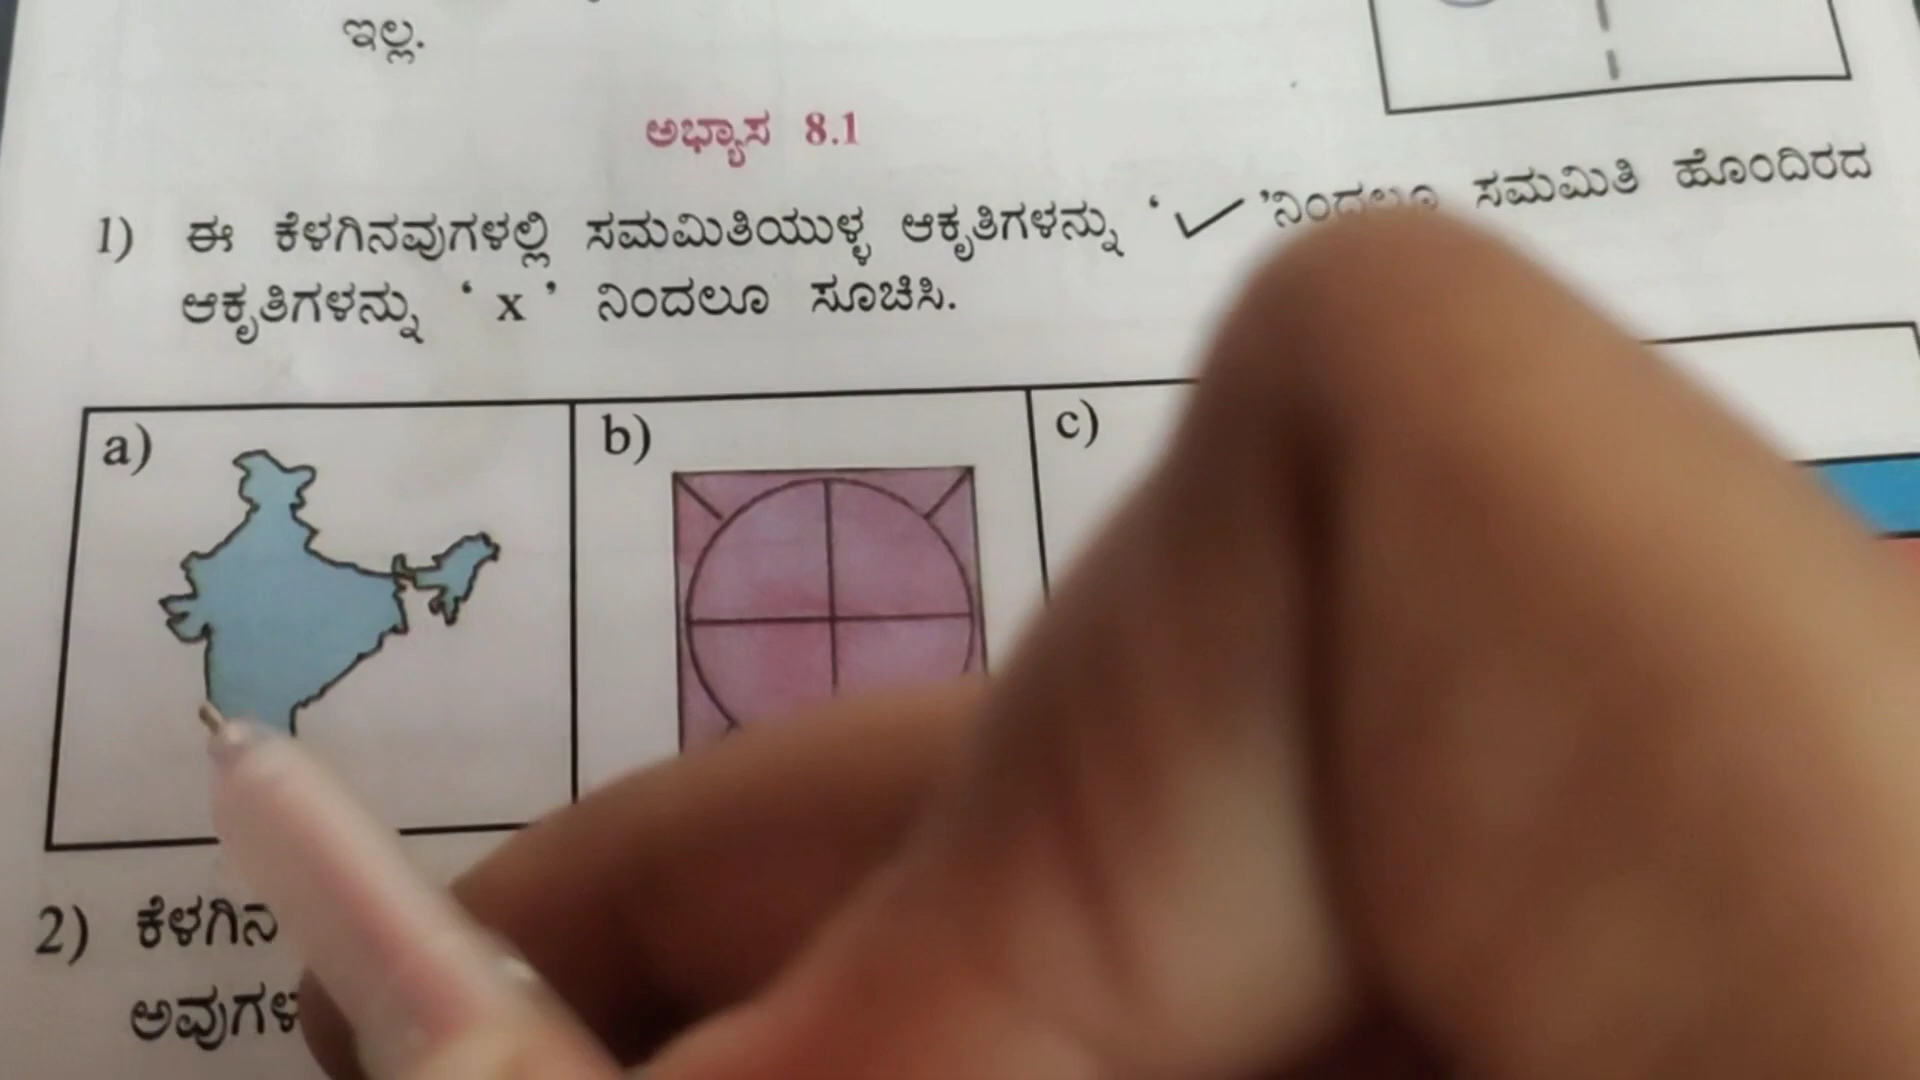 ಇಲ್ಲ.
ಅಭ್ಯಾಸ 8.1
1) ಈ ಕೆಳಗಿನವುಗಳಲ್ಲಿ ಸಮಮಿತಿಯುಳ್ಳ ಆಕೃತಿಗಳನ್ನು ‘ ✓ ’ನಿಂದಲೂ ಸಮಮಿತಿ ಹೊಂದಿರದ
ಆಕೃತಿಗಳನ್ನು ‘ x ’ ನಿಂದಲೂ ಸೂಚಿಸಿ.
a) b) c)
2) ಕೆಳಗಿನ
ಅವುಗಳ